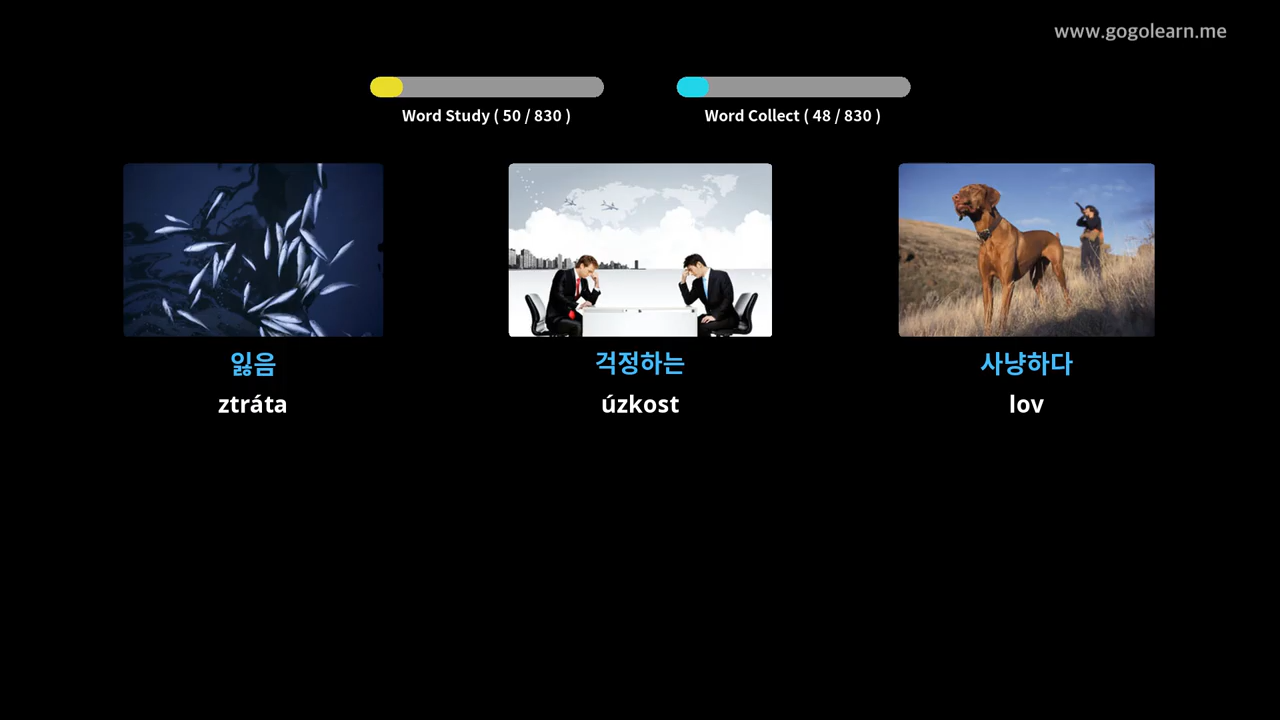 www.gogolearn.me
Word Study ( 50 / 830 )
Word Collect ( 48 / 830 )
잃음
걱정하는
사냥하다
ztráta
úzkost
lov